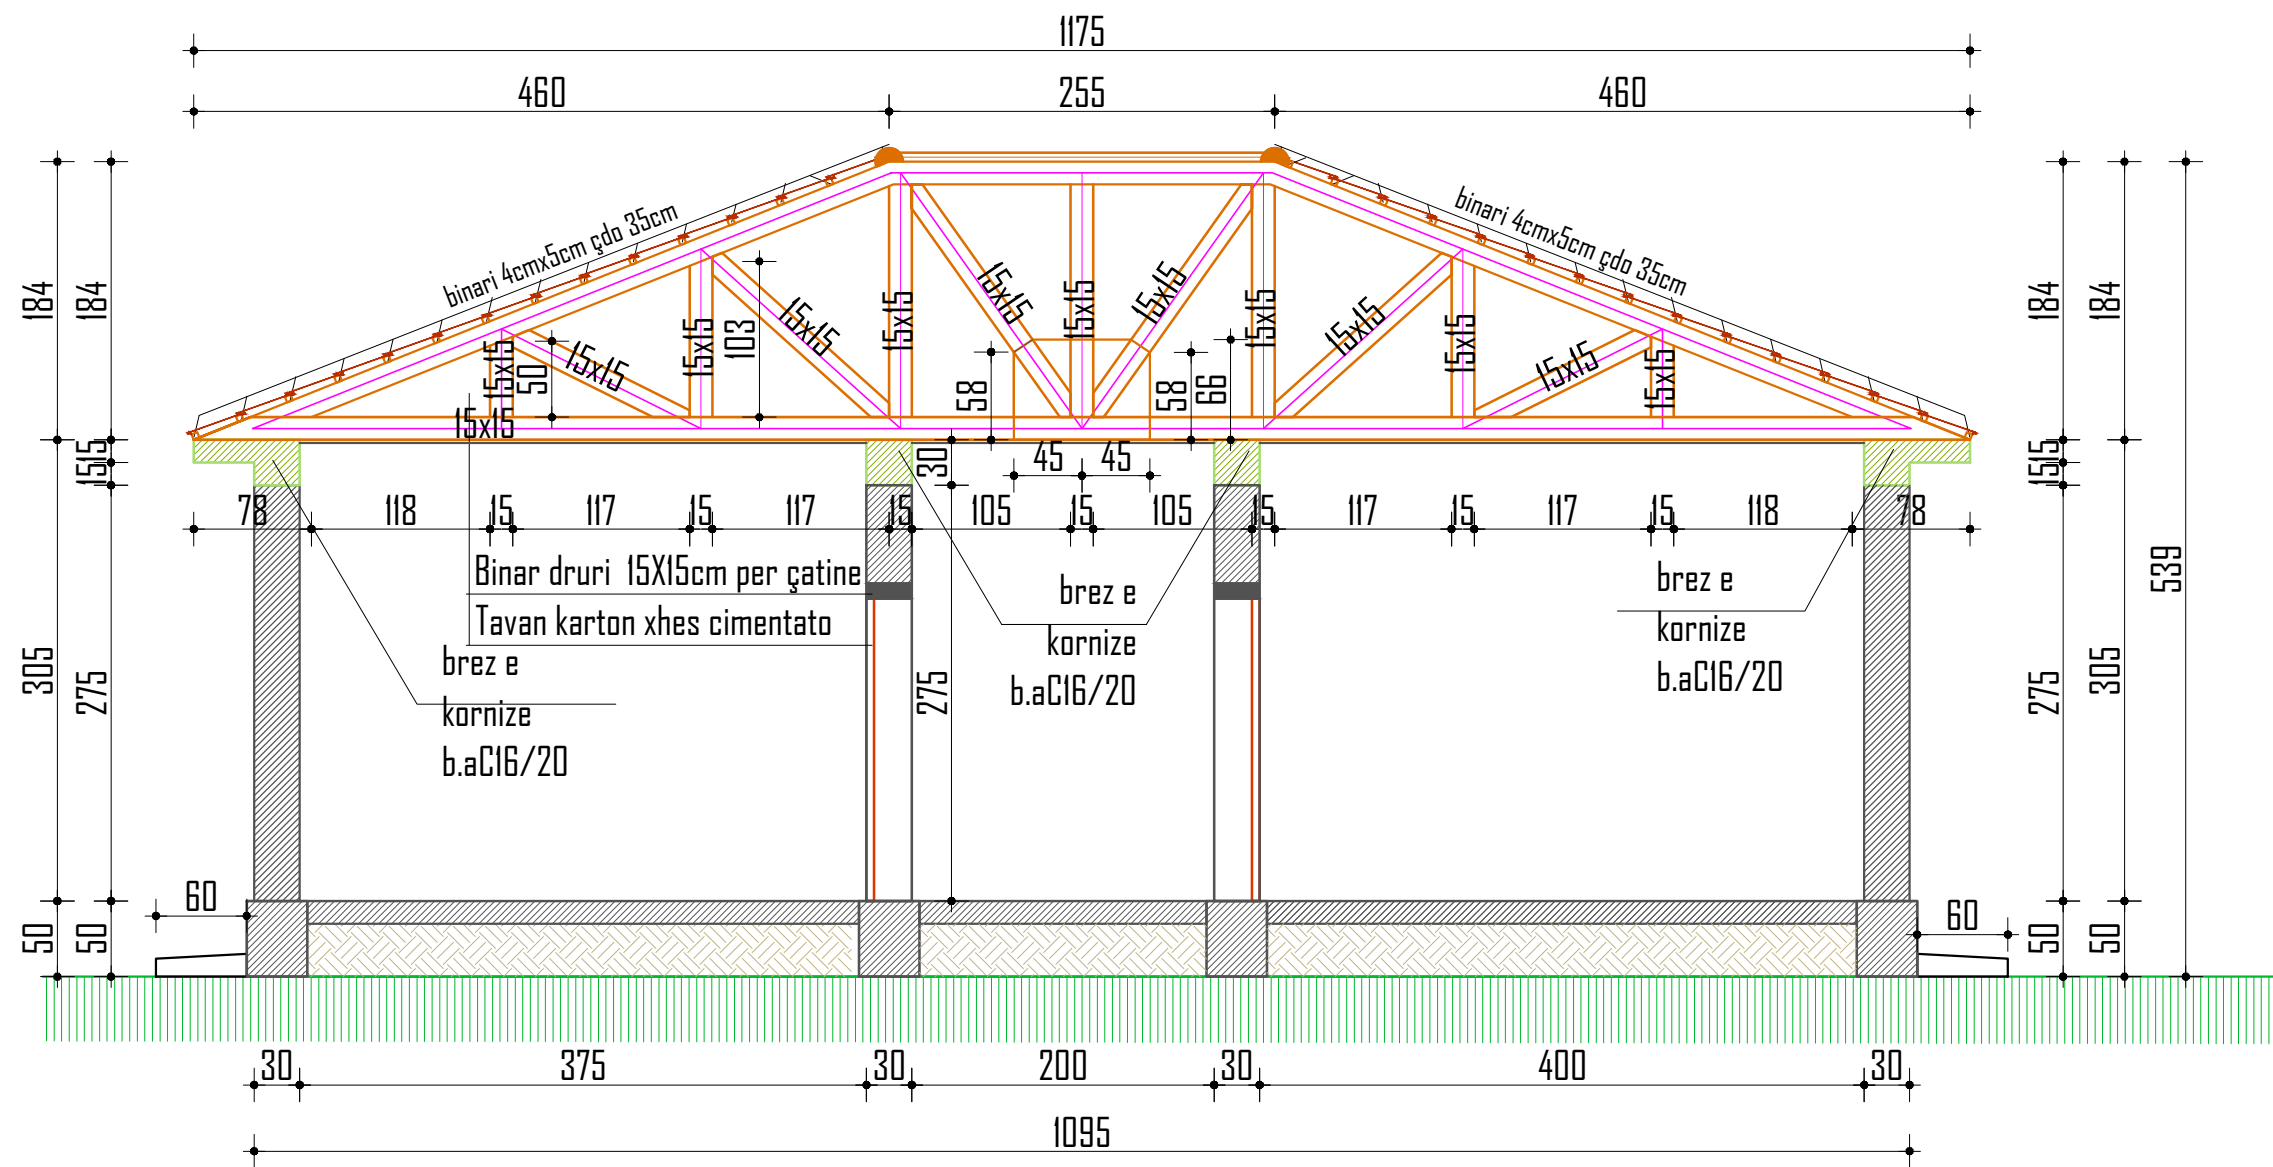 1175
460 255 460
binari 4cmx5cm çdo 35cm
binari 4cmx5cm çdo 35cm
184 184 184 184
15x15 15x15 15x15 15x15 15x15 15x15 15x15 15x15 15x15 15x15 15x15 15x15 15x15
103
50
58 58 66
15x15
1515 30 45 45 1515
78 118 15 117 15 117 15 105 15 105 15 117 15 117 15 118 78
Binar druri 15X15cm per çatine
Tavan karton xhes cimentato
brez e
kornize
b.aC16/20
brez e
kornize
b.aC16/20
brez e
kornize
b.aC16/20
305 275 275 275 305 539
60 60
50 50 50 50
30 375 30 200 30 400 30
1095